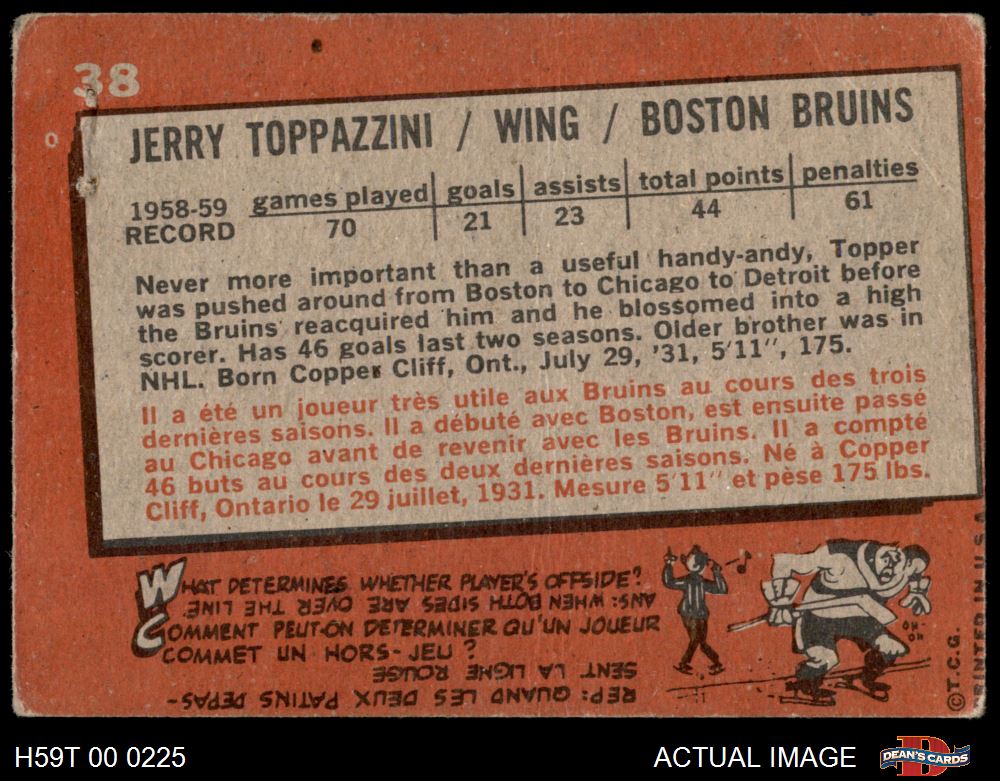 38
JERRY TOPPAZZINI / WING / BOSTON BRUINS
games played goals assists total points penalties
1958-59 RECORD 70 21 23 44 61
Never more important than a useful handy-andy, Topper
was pushed around from Boston to Chicago to Detroit before
the Bruins reacquired him and he blossomed into a high
scorer. Has 46 goals last two seasons. Older brother was in
NHL. Born Copper Cliff, Ont., July 29, '31, 5'11", 175.
Il a été un joueur très utile aux Bruins au cours des trois
dernières saisons. Il a débuté avec Boston, est ensuite passé
au Chicago avant de revenir avec les Bruins. Il a compté
46 buts au cours des deux dernières saisons. Né à Copper
Cliff, Ontario le 29 juillet, 1931. Mesure 5'11" et pèse 175 lbs.
WHAT DETERMINES WHETHER PLAYER'S OFFSIDE?
ANS: WHEN BOTH SKATES ARE OVER THE LINE.
COMMENT PEUT-ON DETERMINER QU'UN JOUEUR
COMMET UN HORS-JEU ?
REP: QUAND LES DEUX PATINS DEPAS-
SENT LA LIGNE ROUGE
OH-OH
©T.C.G. PRINTED IN U.S.A.
H59T 00 0225
ACTUAL IMAGE
DEAN'S CARDS